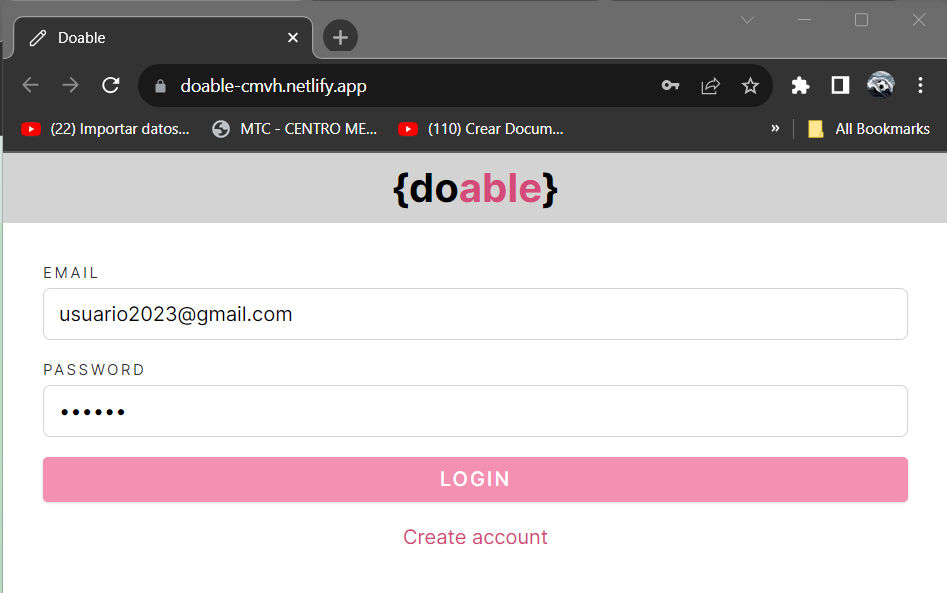 Doable
doable-cmvh.netlify.app
(22) Importar datos...
MTC - CENTRO ME...
(110) Crear Docum...
»
All Bookmarks
{doable}
EMAIL
usuario2023@gmail.com
PASSWORD
••••••
LOGIN
Create account